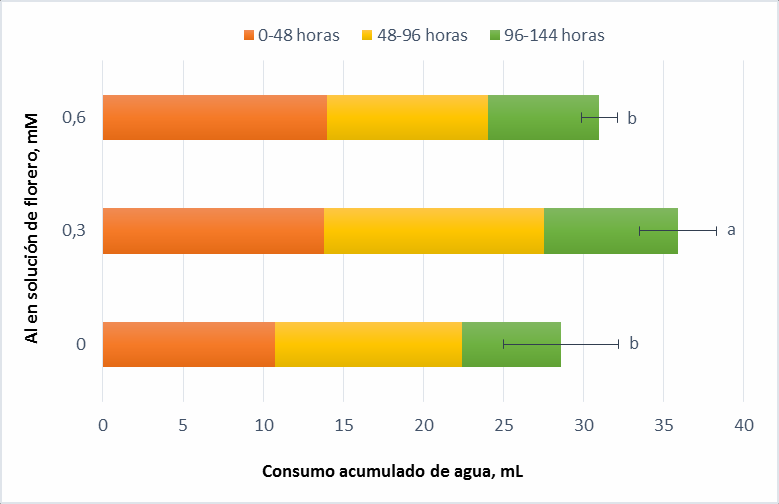 0-48 horas 48-96 horas 96-144 horas
Al en solución de florero, mM
0,6
b
0,3
a
0
b
0 5 10 15 20 25 30 35 40
Consumo acumulado de agua, mL